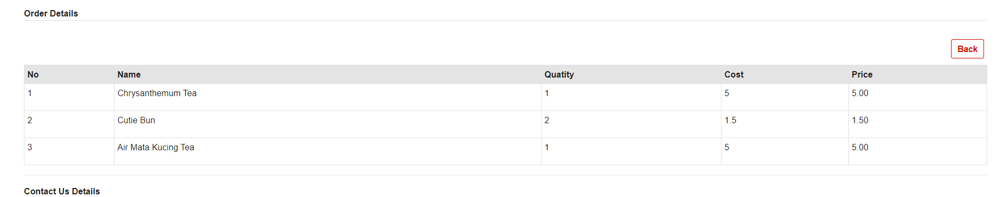 Order Details
Back
No Name Quatity Cost Price
1 Chrysanthemum Tea 1 5 5.00
2 Cutie Bun 2 1.5 1.50
3 Air Mata Kucing Tea 1 5 5.00
Contact Us Details